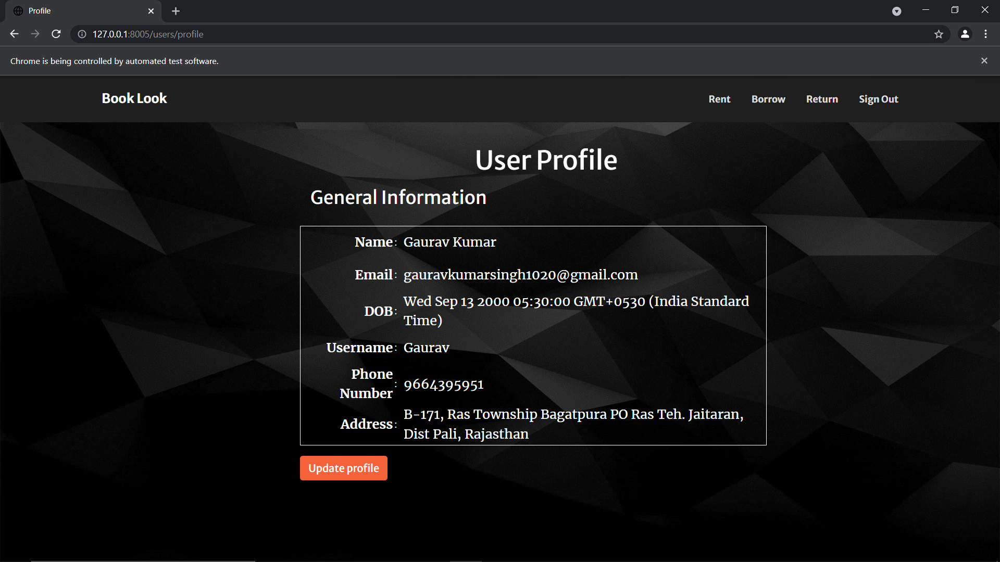 Profile
127.0.0.1:8005/users/profile
Chrome is being controlled by automated test software.
Book Look
Rent Borrow Return Sign Out
User Profile
General Information
Name : Gaurav Kumar
Email : gauravkumarsingh1020@gmail.com
DOB : Wed Sep 13 2000 05:30:00 GMT+0530 (India Standard
Time)
Username : Gaurav
Phone
Number : 9664395951
Address : B-171, Ras Township Bagatpura PO Ras Teh. Jaitaran,
Dist Pali, Rajasthan
Update profile